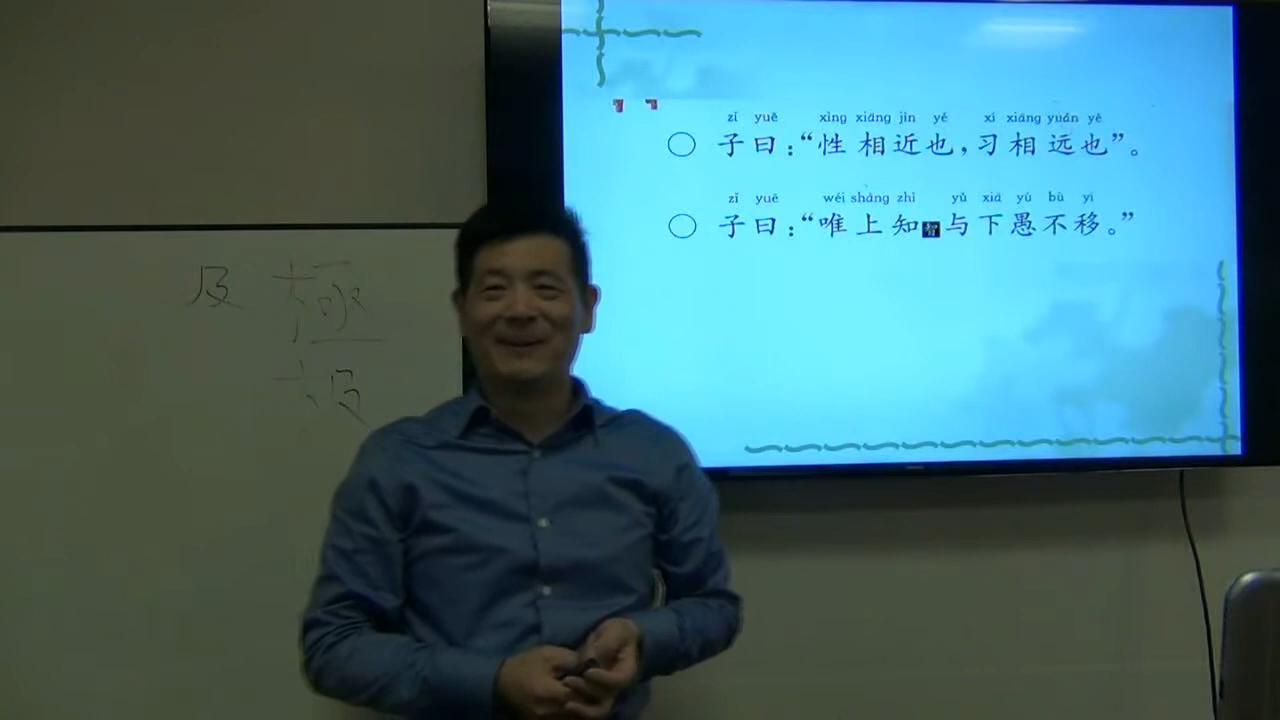 zǐ yuē xìng xiāng jìn yě xí xiāng yuǎn yě
○ 子曰：“性相近也，习相远也”。
zǐ yuē wéi shàng zhì yǔ xià yú bù yí
○ 子曰：“唯上知智与下愚不移。”
及 極
极